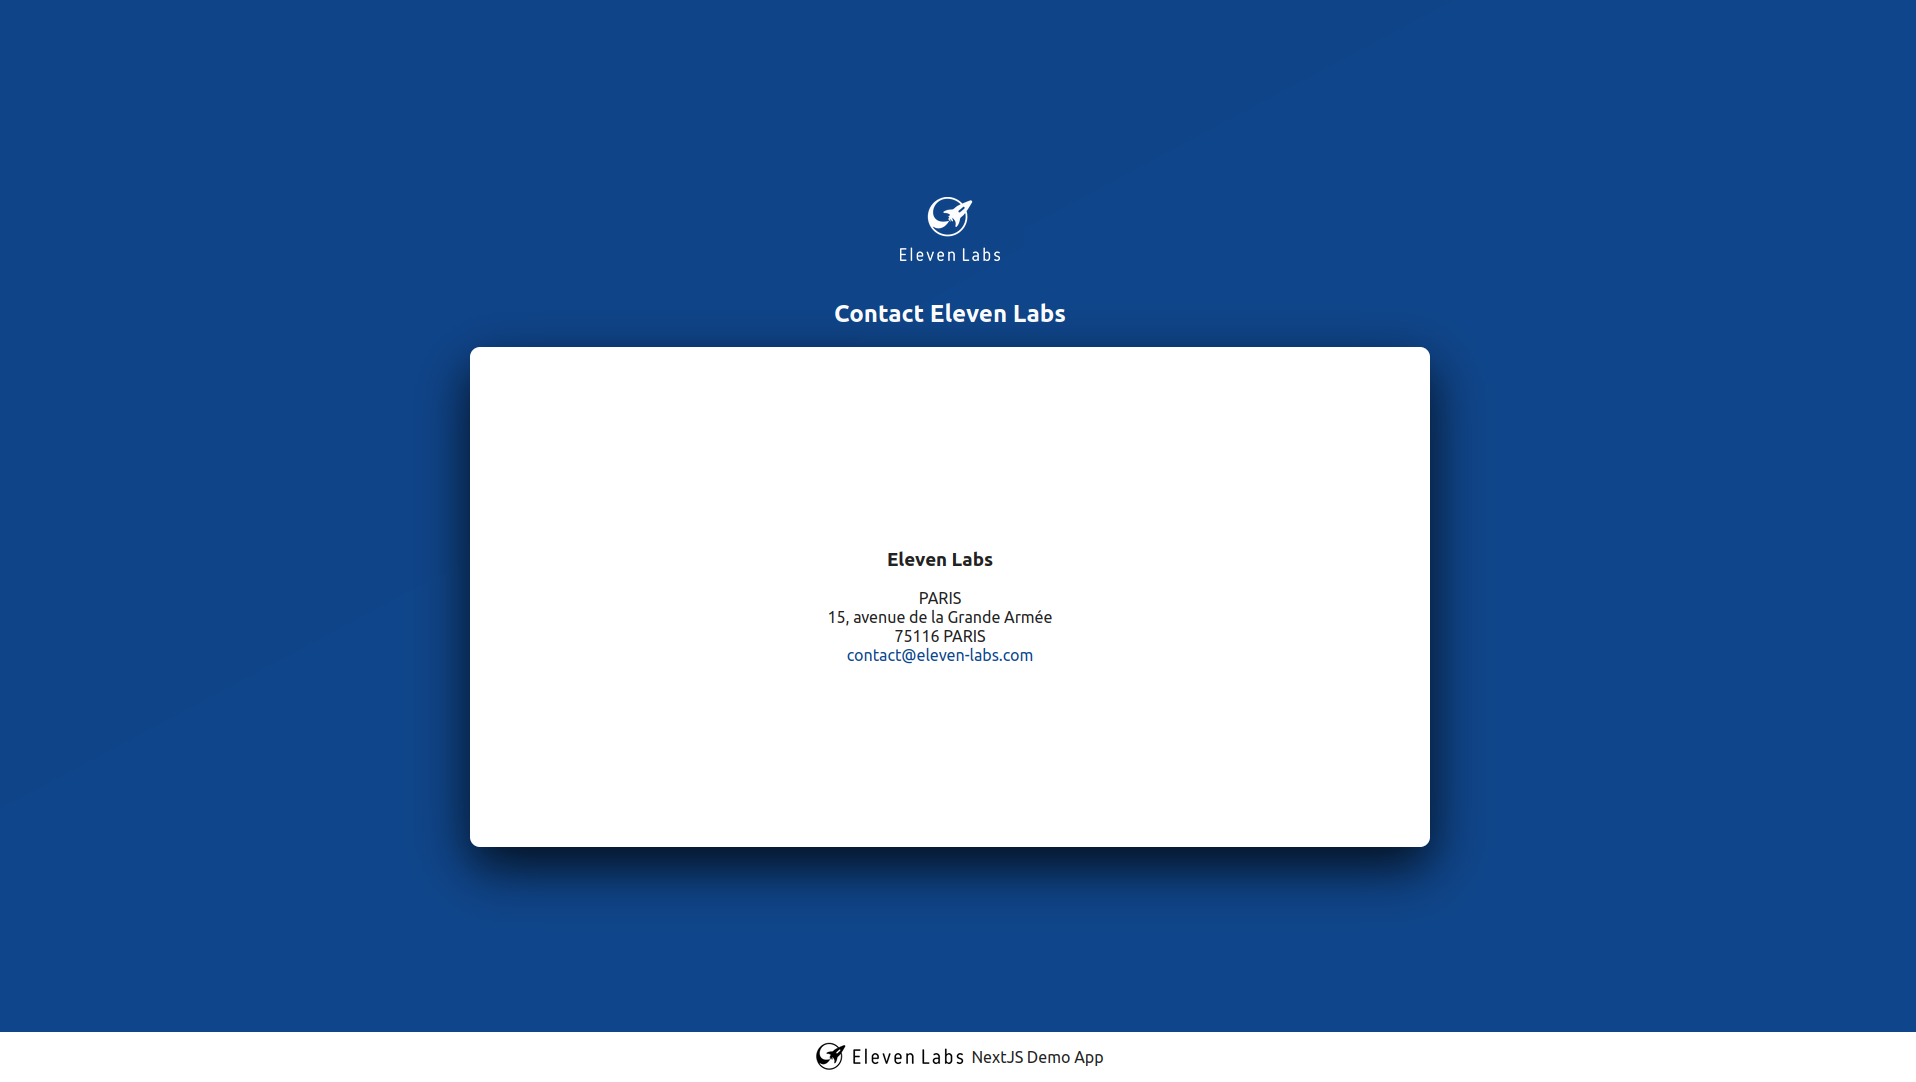 Eleven Labs
Contact Eleven Labs
Eleven Labs
PARIS
15, avenue de la Grande Armée
75116 PARIS
contact@eleven-labs.com
Eleven Labs NextJS Demo App